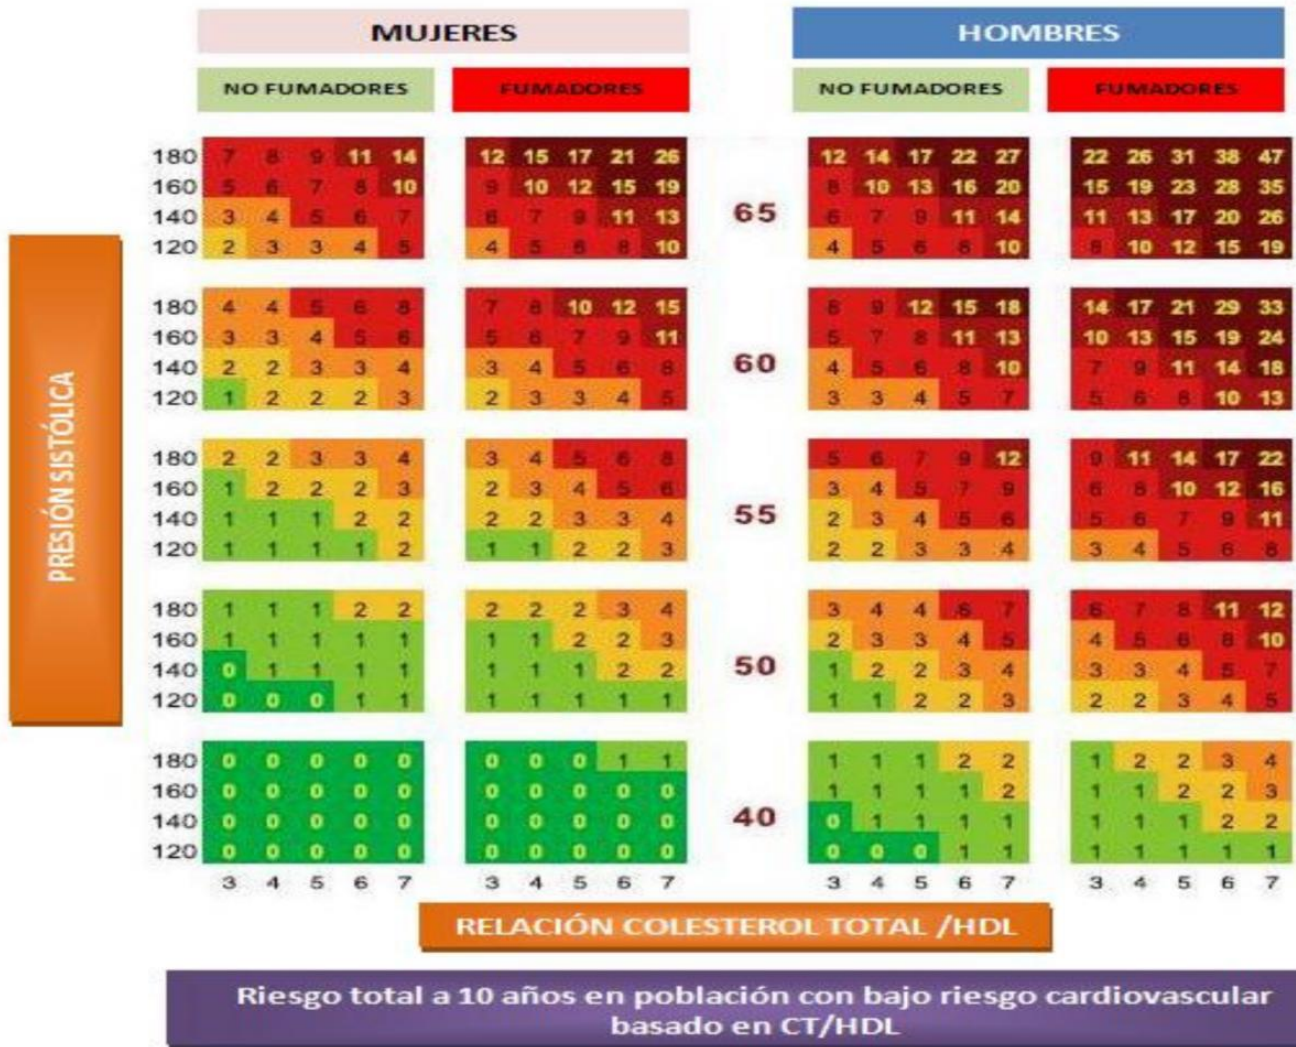 MUJERES HOMBRES
NO FUMADORES FUMADORES NO FUMADORES FUMADORES
180 7 8 9 11 14 12 15 17 21 26 12 14 17 22 27 22 26 31 38 47
160 5 6 7 8 10 9 10 12 15 19 8 10 13 16 20 15 19 23 28 35
65
140 3 4 5 6 7 6 7 9 11 13 6 7 9 11 14 11 13 17 20 26
120 2 3 3 4 5 4 5 6 8 10 4 5 6 8 10 8 10 12 15 19
180 4 4 5 6 8 7 8 10 12 15 8 9 12 15 18 14 17 21 29 33
160 3 3 4 5 6 5 6 7 9 11 5 7 8 11 13 10 13 15 19 24
60
140 2 2 3 3 4 3 4 5 6 8 4 5 6 8 10 7 9 11 14 18
120 1 2 2 2 3 2 3 3 4 5 3 3 4 5 7 5 6 8 10 13
180 2 2 3 3 4 3 4 5 6 8 5 6 7 9 12 9 11 14 17 22
160 1 2 2 2 3 2 3 4 5 6 3 4 5 7 9 6 8 10 12 16
55
140 1 1 1 2 2 2 2 3 3 4 2 3 4 5 6 5 6 7 9 11
120 1 1 1 1 2 1 1 2 2 3 2 2 3 3 4 3 4 5 6 8
180 1 1 1 2 2 2 2 2 3 4 3 4 4 6 7 6 7 8 11 12
160 1 1 1 1 1 1 1 2 2 3 2 3 3 4 5 4 5 6 8 10
50
140 0 1 1 1 1 1 1 1 2 2 1 2 2 3 4 3 3 4 5 7
120 0 0 0 1 1 1 1 1 1 1 1 1 2 2 3 2 2 3 4 5
180 0 0 0 0 0 0 0 0 1 1 1 1 1 2 2 1 2 2 3 4
160 0 0 0 0 0 0 0 0 0 0 1 1 1 1 2 1 1 2 2 3
40
140 0 0 0 0 0 0 0 0 0 0 0 1 1 1 1 1 1 1 2 2
120 0 0 0 0 0 0 0 0 0 0 0 0 0 1 1 1 1 1 1 1
3 4 5 6 7 3 4 5 6 7 3 4 5 6 7 3 4 5 6 7
PRESIÓN SISTÓLICA
RELACIÓN COLESTEROL TOTAL /HDL
Riesgo total a 10 años en población con bajo riesgo cardiovascular
basado en CT/HDL